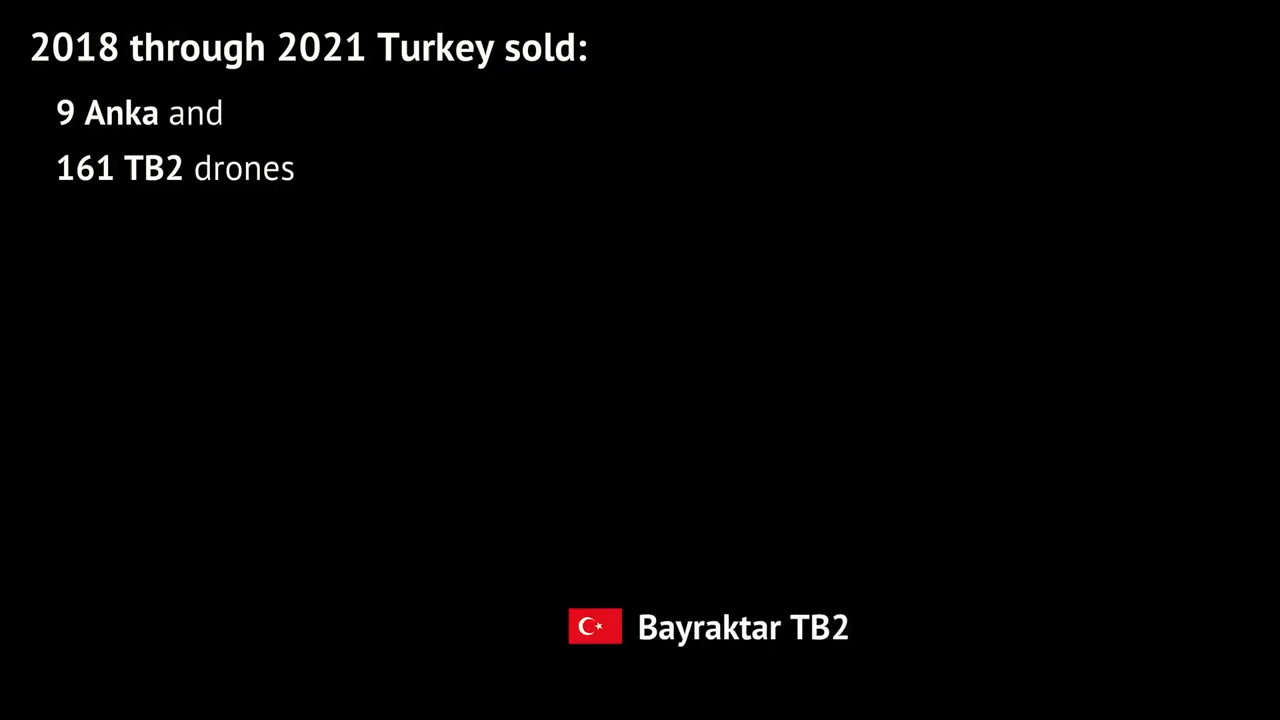 2018 through 2021 Turkey sold:
9 Anka and
161 TB2 drones
Bayraktar TB2